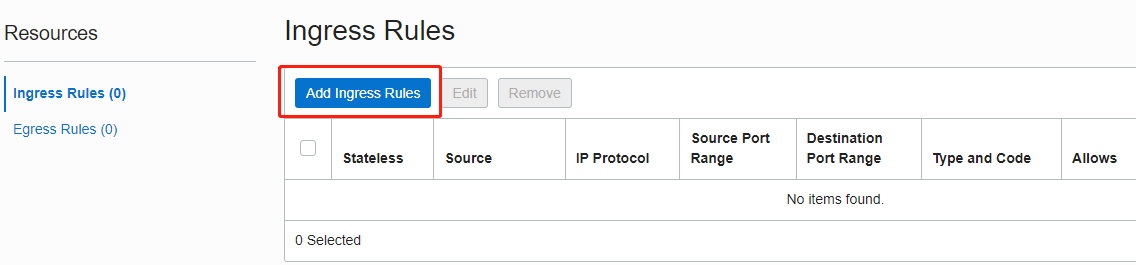 Resources
Ingress Rules (0)
Egress Rules (0)
Ingress Rules
Add Ingress Rules Edit Remove
Stateless Source IP Protocol Source Port Range Destination Port Range Type and Code Allows
No items found.
0 Selected